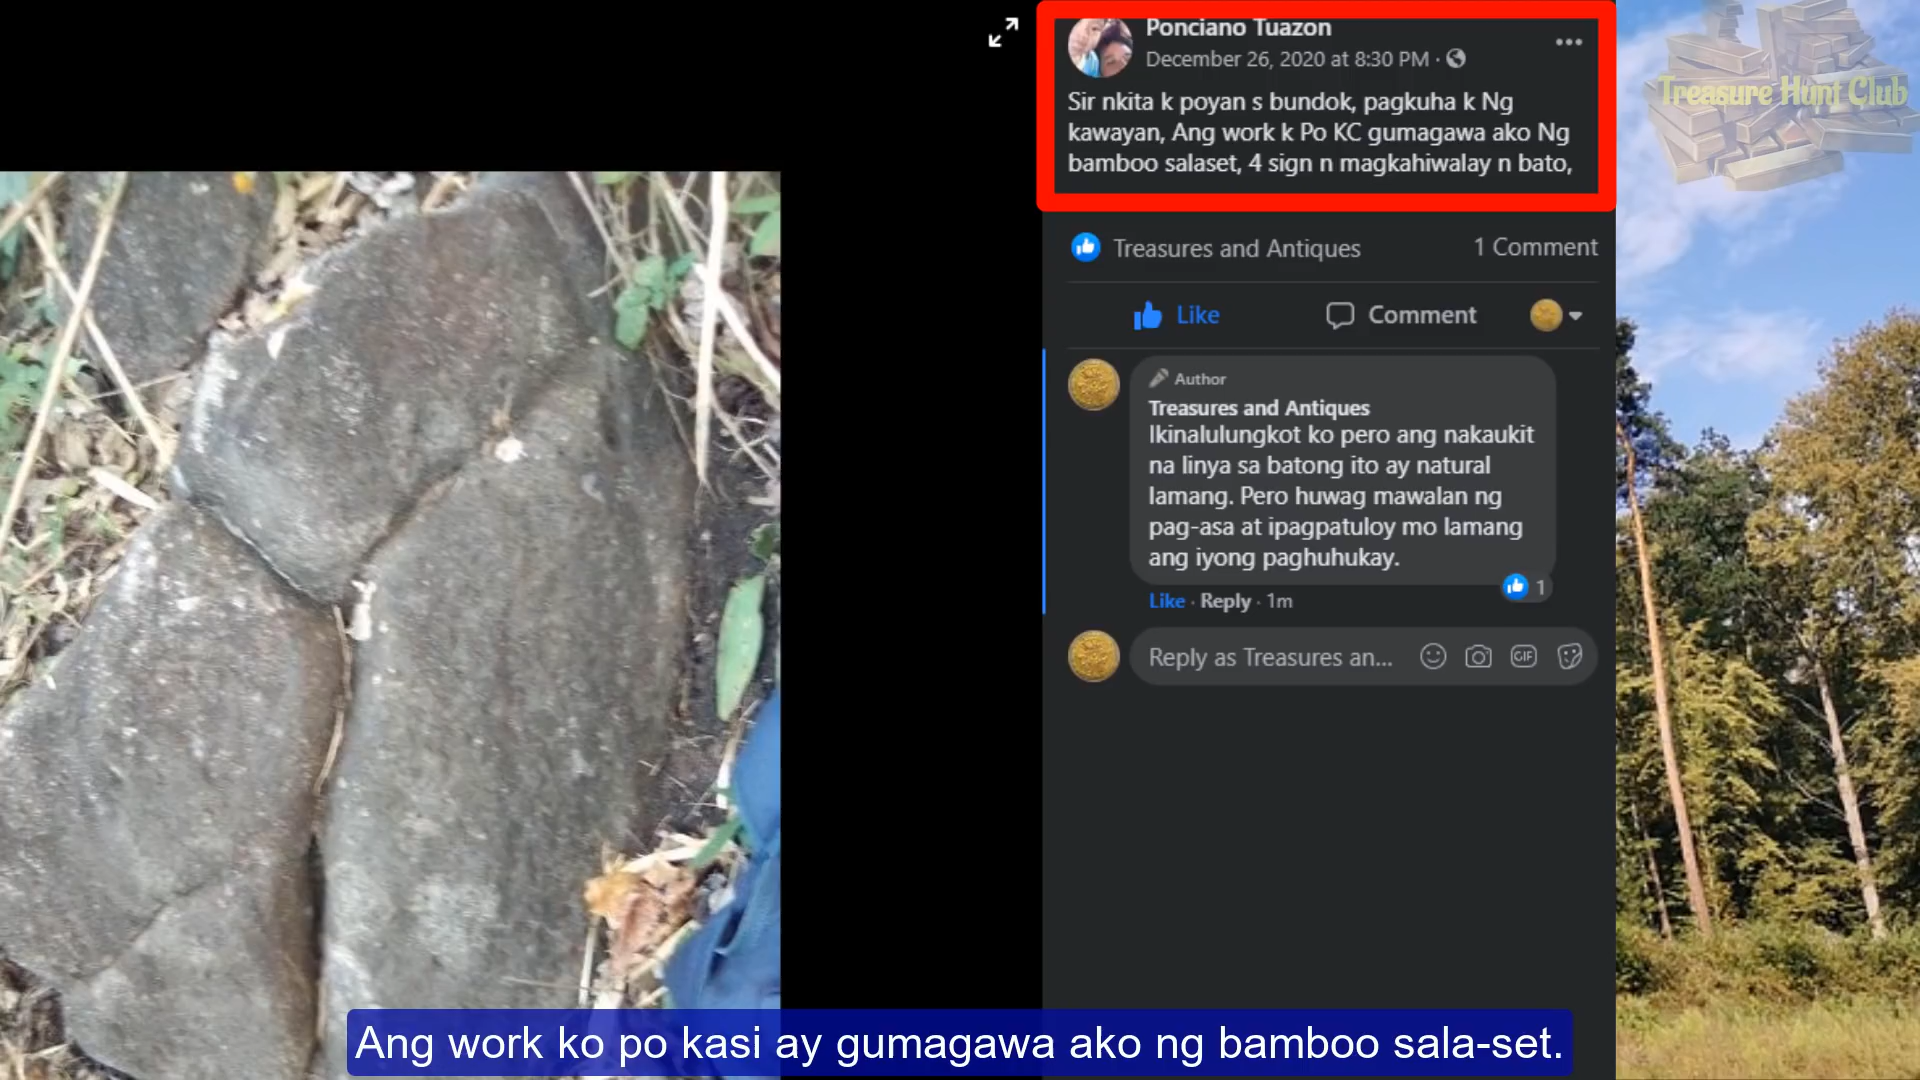 Ponciano Tuazon
December 26, 2020 at 8:30 PM ·
Sir nkita k poyan s bundok, pagkuha k Ng
kawayan, Ang work k Po KC gumagawa ako Ng
bamboo salaset, 4 sign n magkahiwalay n bato,
Treasure Hunt Club
Treasures and Antiques
1 Comment
Like
Comment
Author
Treasures and Antiques
Ikinalulungkot ko pero ang nakaukit
na linya sa batong ito ay natural
lamang. Pero huwag mawalan ng
pag-asa at ipagpatuloy mo lamang
ang iyong paghuhukay.
1
Like · Reply · 1m
Reply as Treasures an...
GIF
Ang work ko po kasi ay gumagawa ako ng bamboo sala-set.